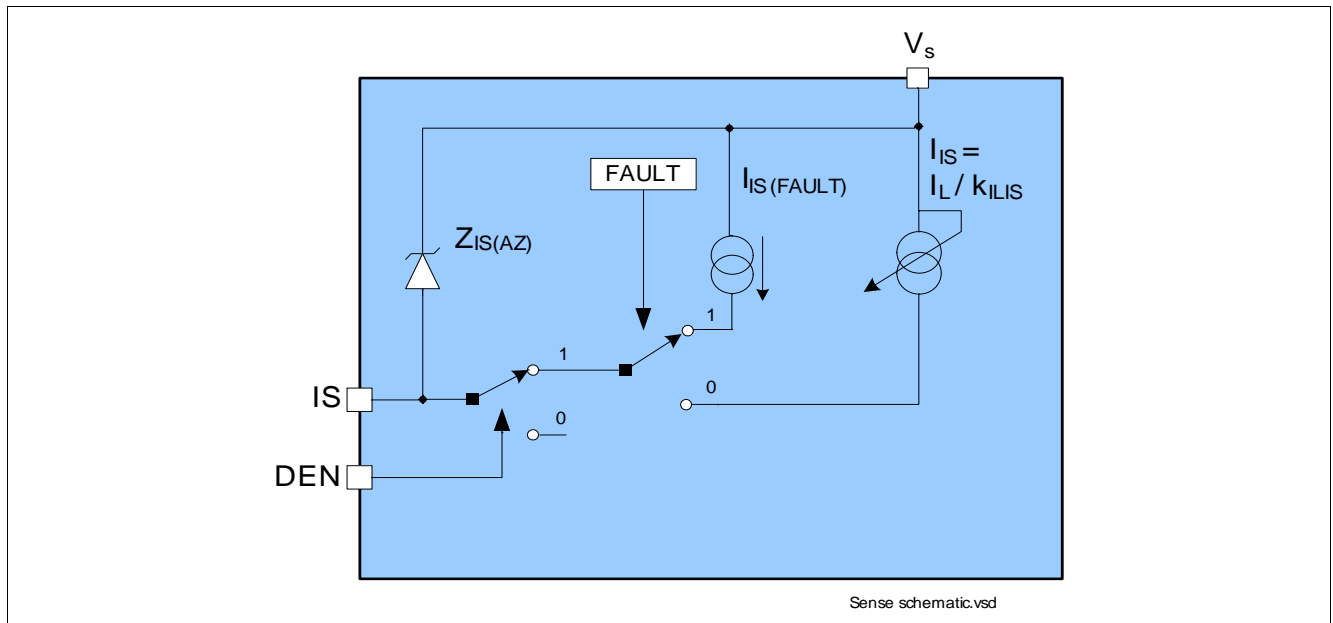 Vs
IIS =
IL / kILIS
FAULT
IIS(FAULT)
ZIS(AZ)
1
1
0
0
IS
DEN
Sense schematic.vsd